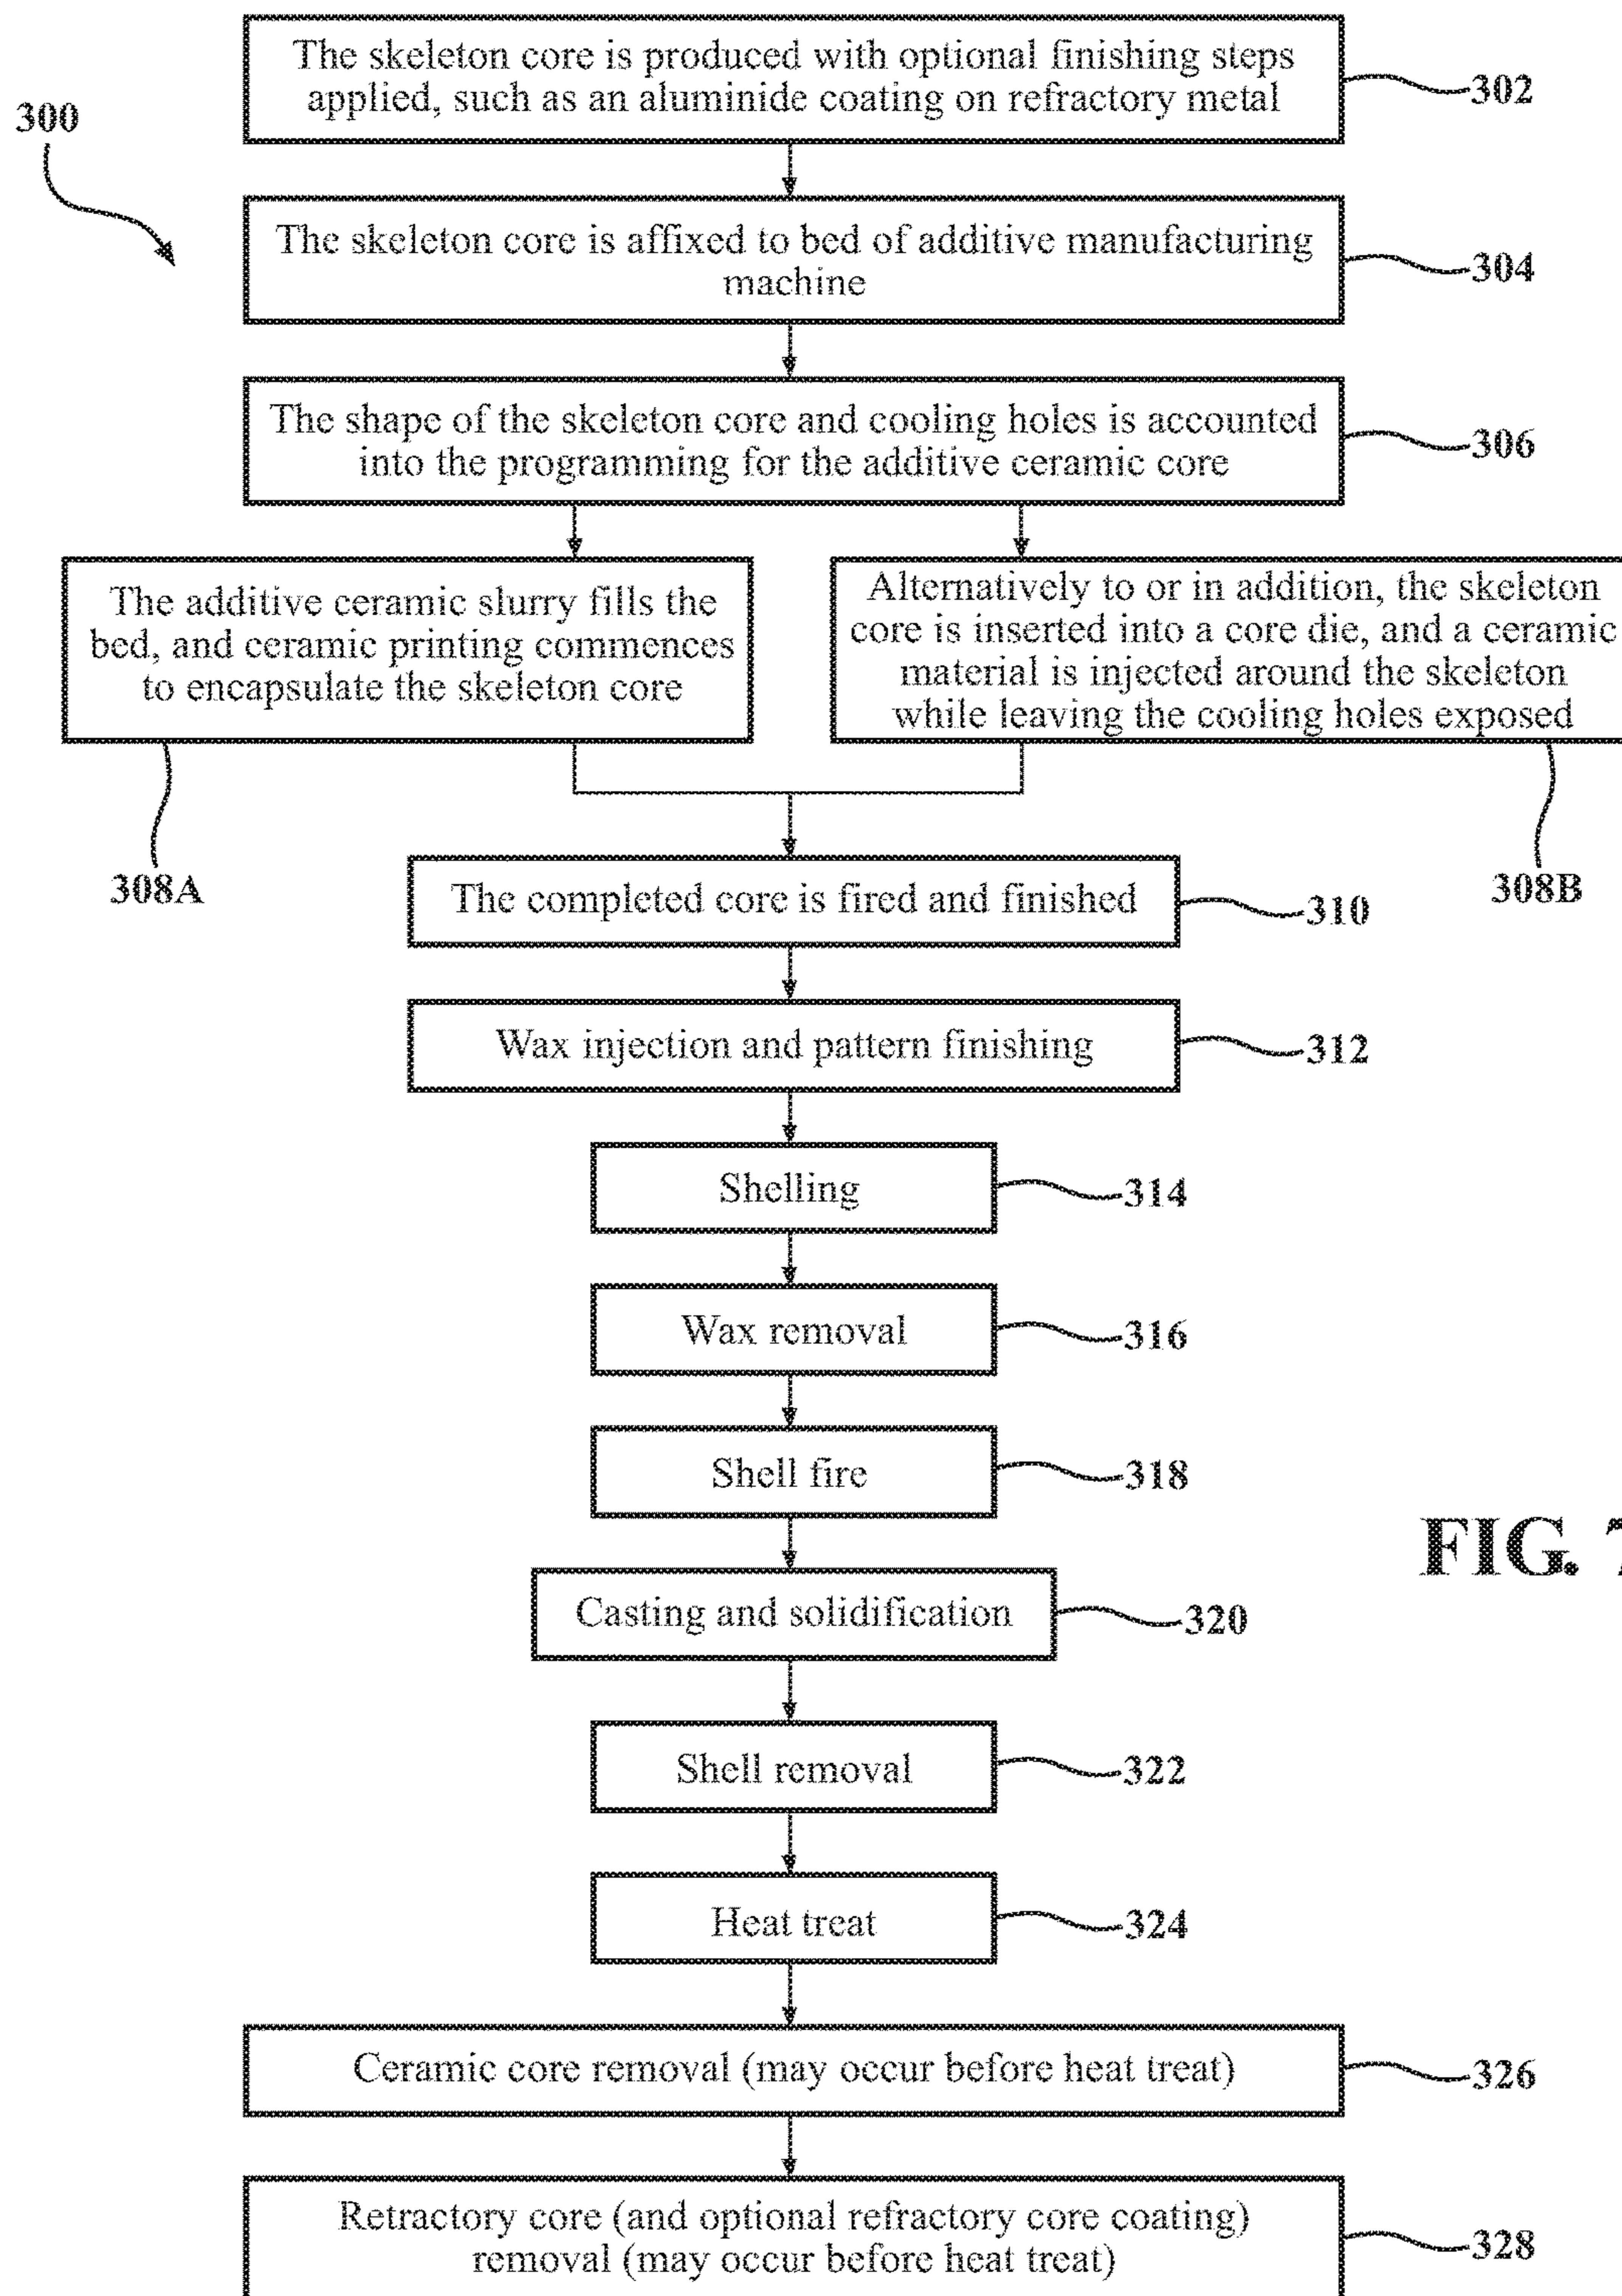 The skeleton core is produced with optional finishing steps
applied, such as an aluminide coating on refractory metal
302
300
The skeleton core is affixed to bed of additive manufacturing
machine
304
The shape of the skeleton core and cooling holes is accounted
into the programming for the additive ceramic core
306
The additive ceramic slurry fills the
bed, and ceramic printing commences
to encapsulate the skeleton core
308A
Alternatively to or in addition, the skeleton
core is inserted into a core die, and a ceramic
material is injected around the skeleton
while leaving the cooling holes exposed
308B
The completed core is fired and finished
310
Wax injection and pattern finishing
312
Shelling
314
Wax removal
316
Shell fire
318
FIG. 7
Casting and solidification
320
Shell removal
322
Heat treat
324
Ceramic core removal (may occur before heat treat)
326
Retractory core (and optional refractory core coating)
removal (may occur before heat treat)
328